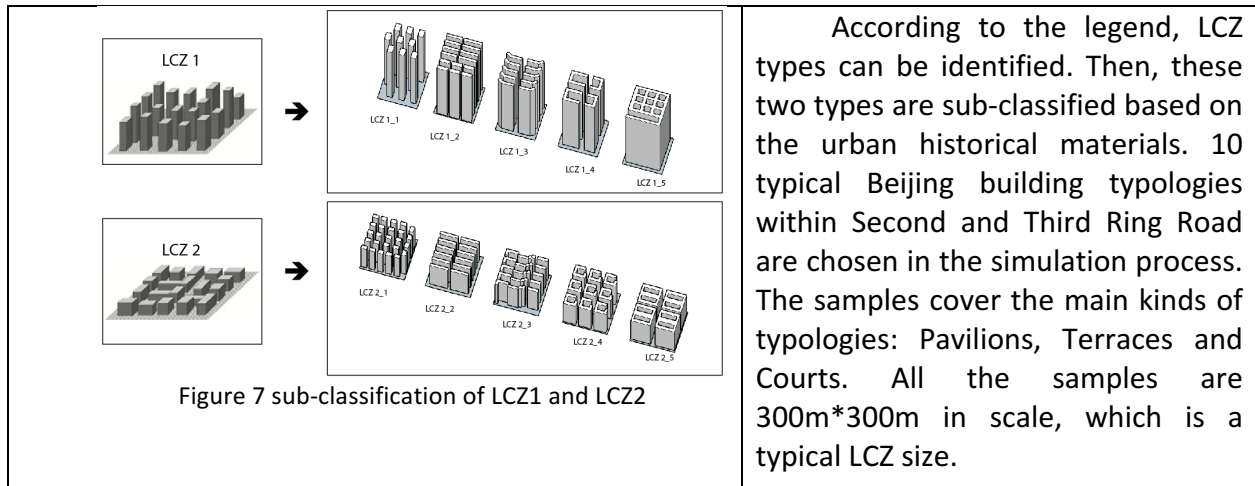 LCZ 1
LCZ 1_1
LCZ 1_2
LCZ 1_3
LCZ 1_4
LCZ 1_5
LCZ 2
LCZ 2_1
LCZ 2_2
LCZ 2_3
LCZ 2_4
LCZ 2_5
Figure 7 sub-classification of LCZ1 and LCZ2
According to the legend, LCZ
types can be identified. Then, these
two types are sub-classified based on
the urban historical materials. 10
typical Beijing building typologies
within Second and Third Ring Road
are chosen in the simulation process.
The samples cover the main kinds of
typologies: Pavilions, Terraces and
Courts. All the samples are
300m*300m in scale, which is a
typical LCZ size.